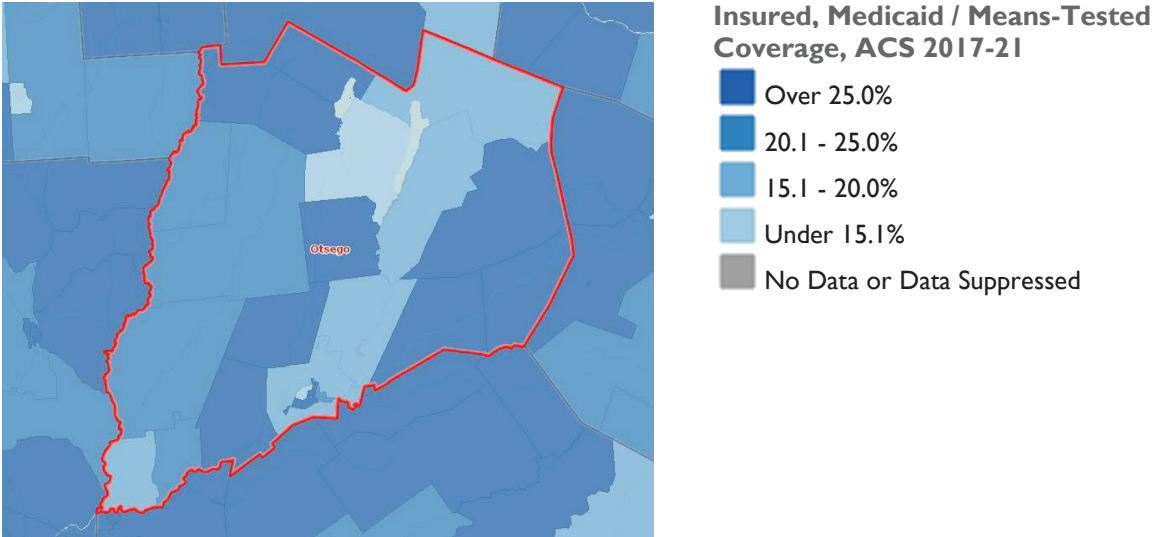 Insured, Medicaid / Means-Tested
Coverage, ACS 2017-21
Over 25.0%
20.1 - 25.0%
15.1 - 20.0%
Under 15.1%
No Data or Data Suppressed
Otsego